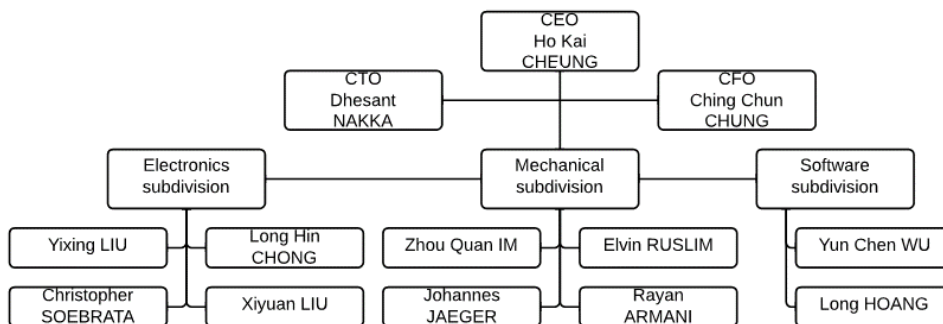 CEO
Ho Kai
CHEUNG
CTO
Dhesant
NAKKA
CFO
Ching Chun
CHUNG
Electronics
subdivision
Mechanical
subdivision
Software
subdivision
Yixing LIU
Long Hin
CHONG
Zhou Quan IM
Elvin RUSLIM
Yun Chen WU
Christopher
SOEBRATA
Xiyuan LIU
Johannes
JAEGER
Rayan
ARMANI
Long HOANG